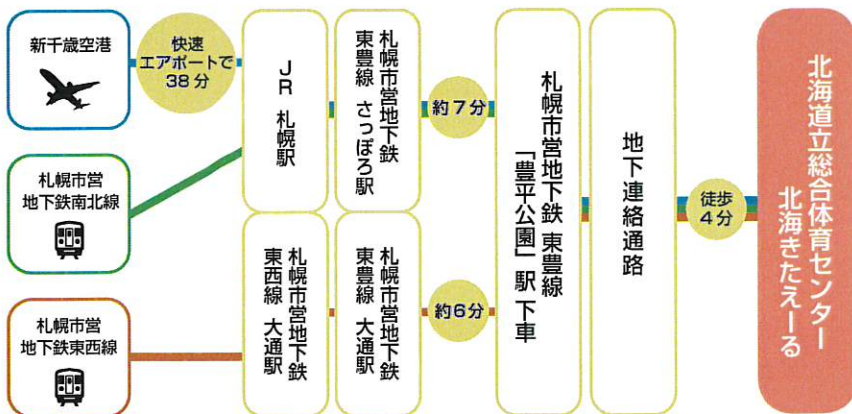 新千歳空港
快速
エアポートで
38分
札幌市営
地下鉄南北線
札幌市営
地下鉄東西線
JR 札幌駅
札幌市営地下鉄
東豊線 さっぽろ駅
約7分
札幌市営地下鉄
東西線 大通駅
札幌市営地下鉄
東豊線 大通駅
約6分
札幌市営地下鉄 東豊線
「豊平公園」駅 下車
地下連絡通路
徒歩
4分
北海道立総合体育センター
北海きたえーる